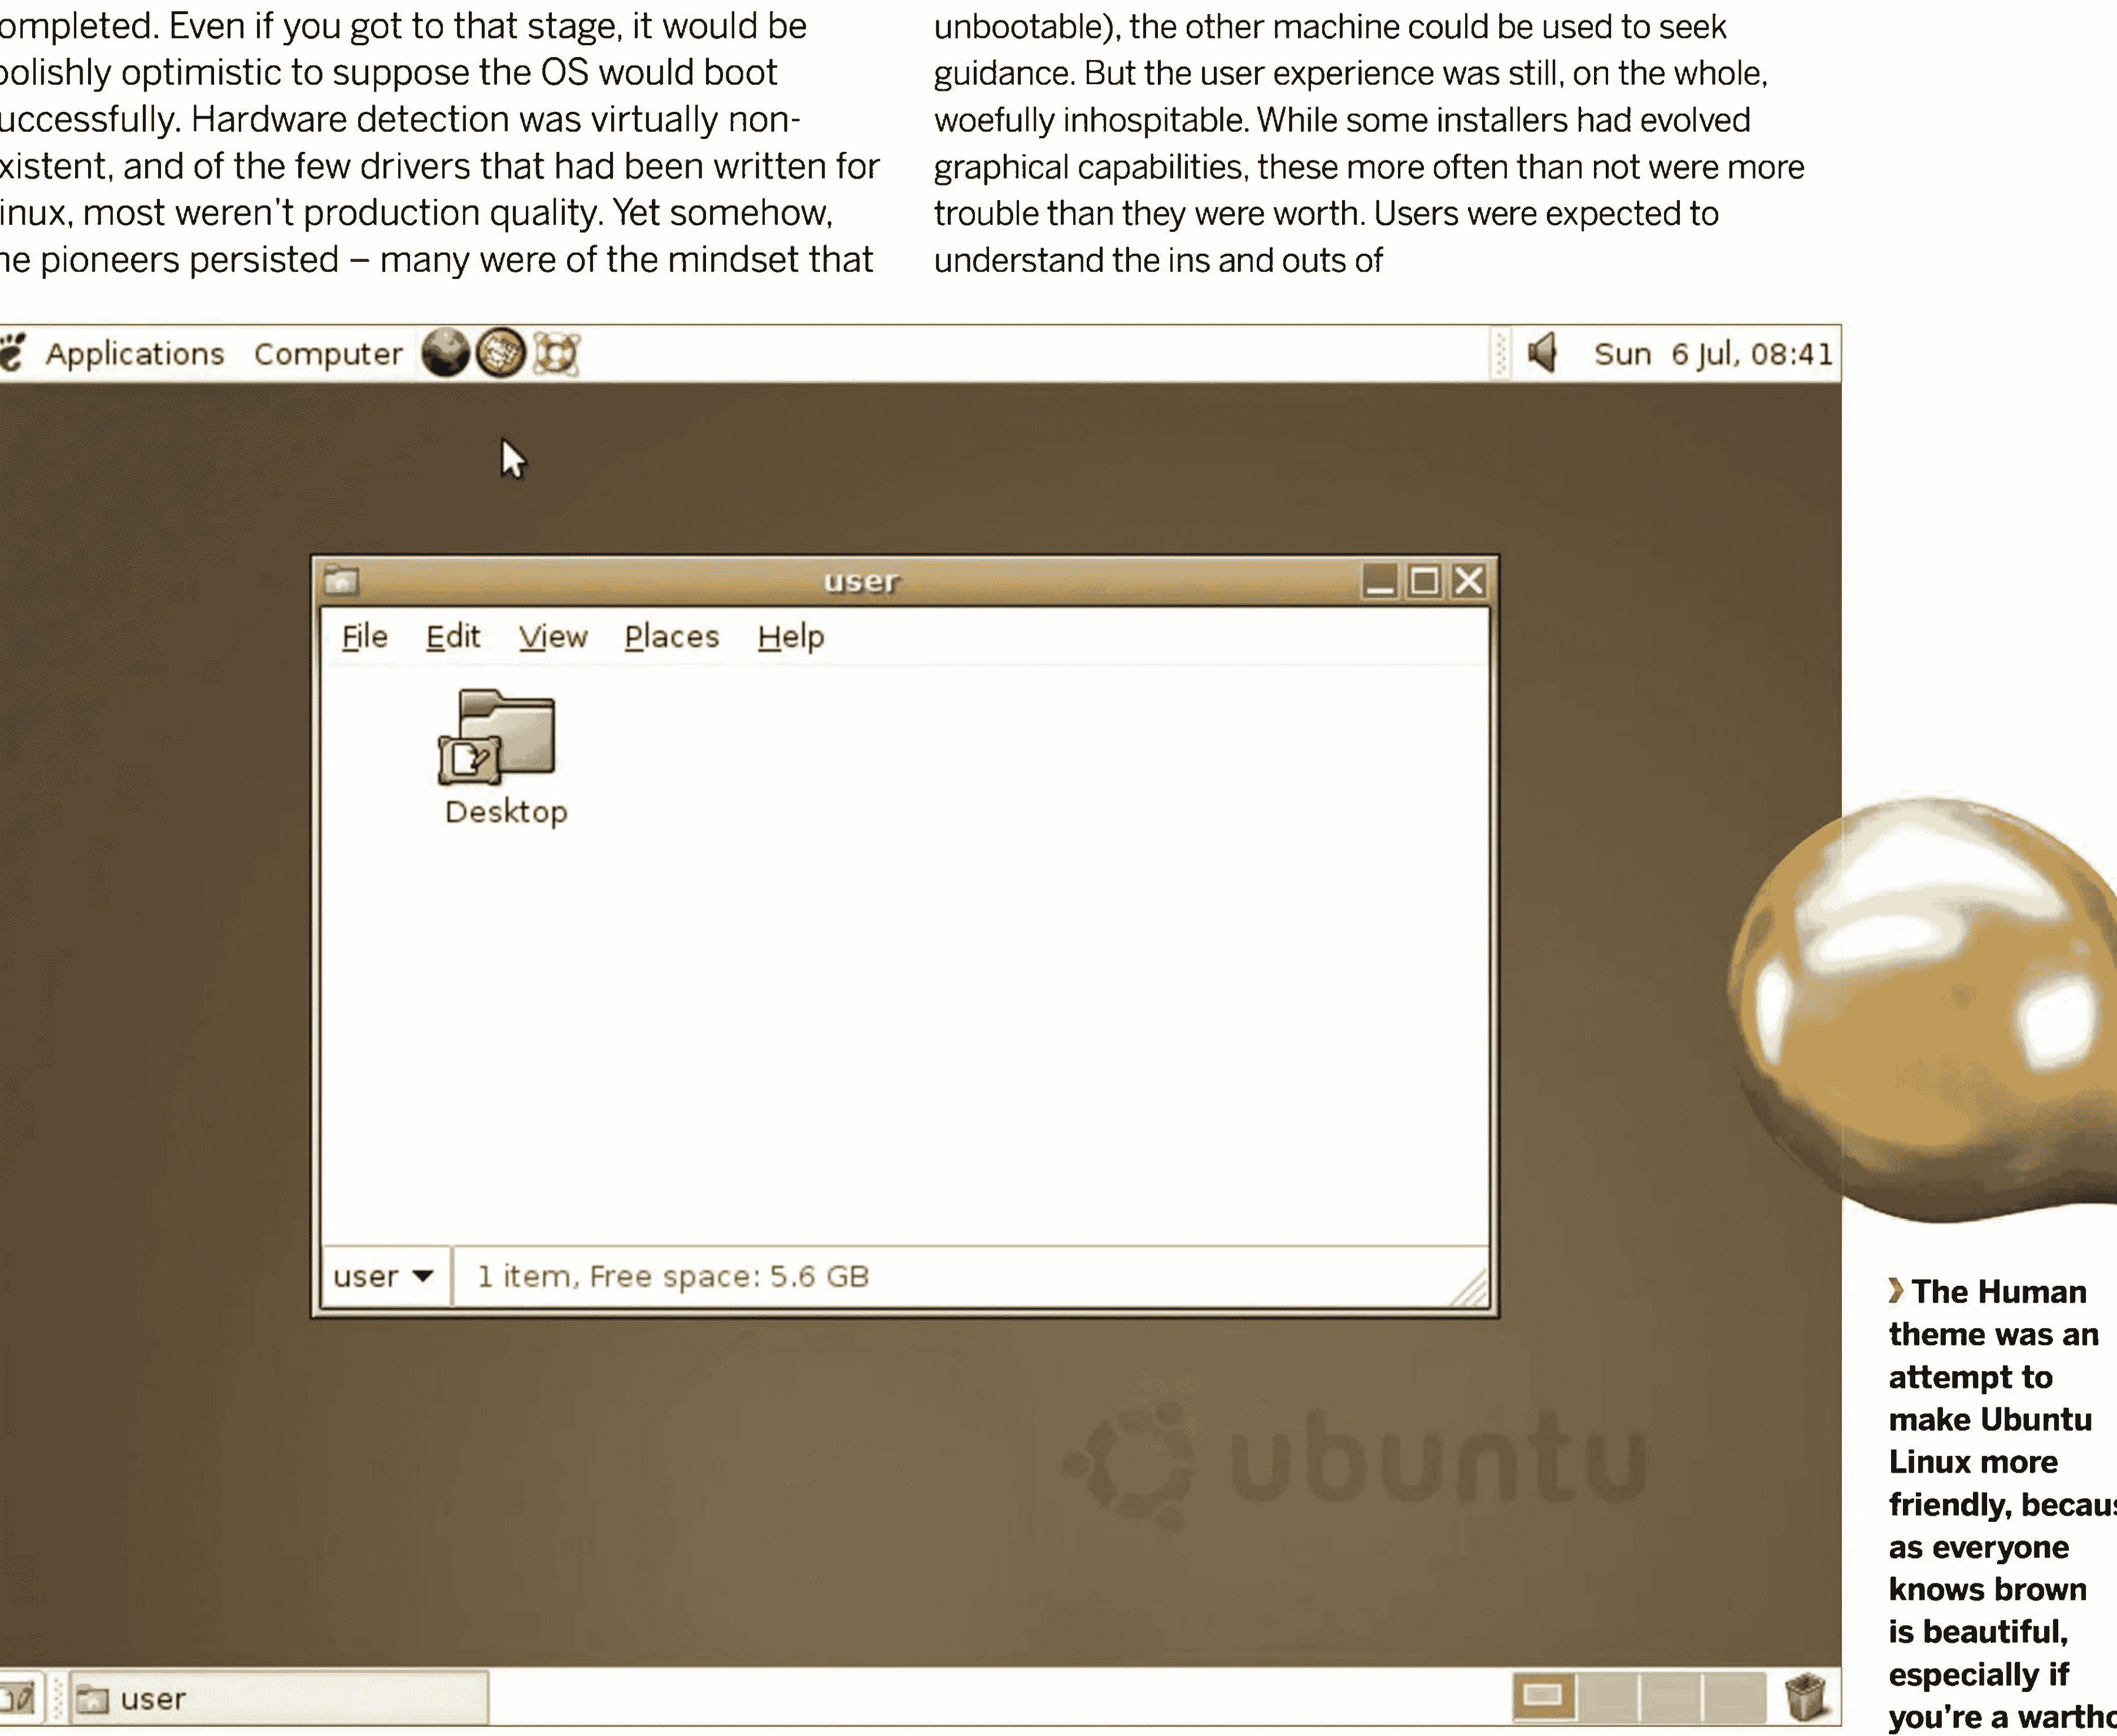 ompleted. Even if you got to that stage, it would be
oolishly optimistic to suppose the OS would boot
uccessfully. Hardware detection was virtually non-
xistent, and of the few drivers that had been written for
inux, most weren't production quality. Yet somehow,
he pioneers persisted – many were of the mindset that
unbootable), the other machine could be used to seek
guidance. But the user experience was still, on the whole,
woefully inhospitable. While some installers had evolved
graphical capabilities, these more often than not were more
trouble than they were worth. Users were expected to
understand the ins and outs of
Applications Computer
Sun 6 Jul, 08:41
user
File Edit View Places Help
Desktop
user 1 item, Free space: 5.6 GB
ubuntu
user
The Human
theme was an
attempt to
make Ubuntu
Linux more
friendly, becaus
as everyone
knows brown
is beautiful,
especially if
you're a wartho